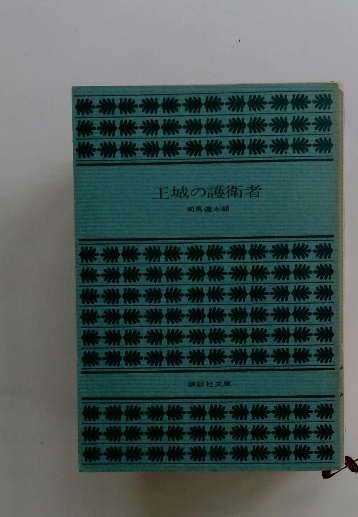 王城の護衛者
司馬遼太郎
講談社文庫